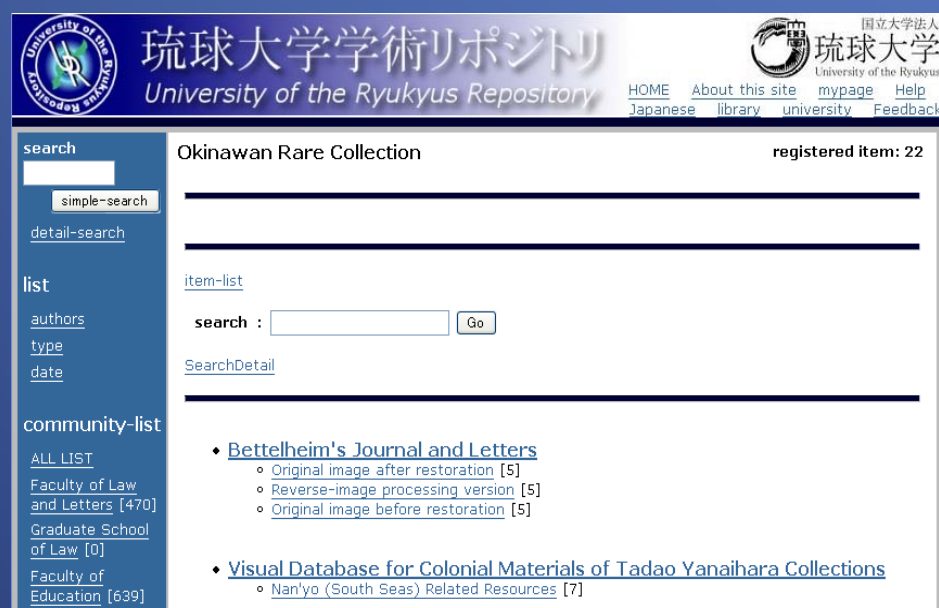 University of the Ryukyus Repository
琉球大学学術リポジトリ
University of the Ryukyus Repository
国立大学法人
琉球大学
University of the Ryukyus
HOME About this site mypage Help
Japanese library university Feedback
search
simple-search
detail-search
list
authors
type
date
community-list
ALL LIST
Faculty of Law
and Letters [470]
Graduate School
of Law [0]
Faculty of
Education [639]
Okinawan Rare Collection
registered item: 22
item-list
search : Go
SearchDetail
Bettelheim's Journal and Letters
Original image after restoration [5]
Reverse-image processing version [5]
Original image before restoration [5]
Visual Database for Colonial Materials of Tadao Yanaihara Collections
Nan'yo (South Seas) Related Resources [7]